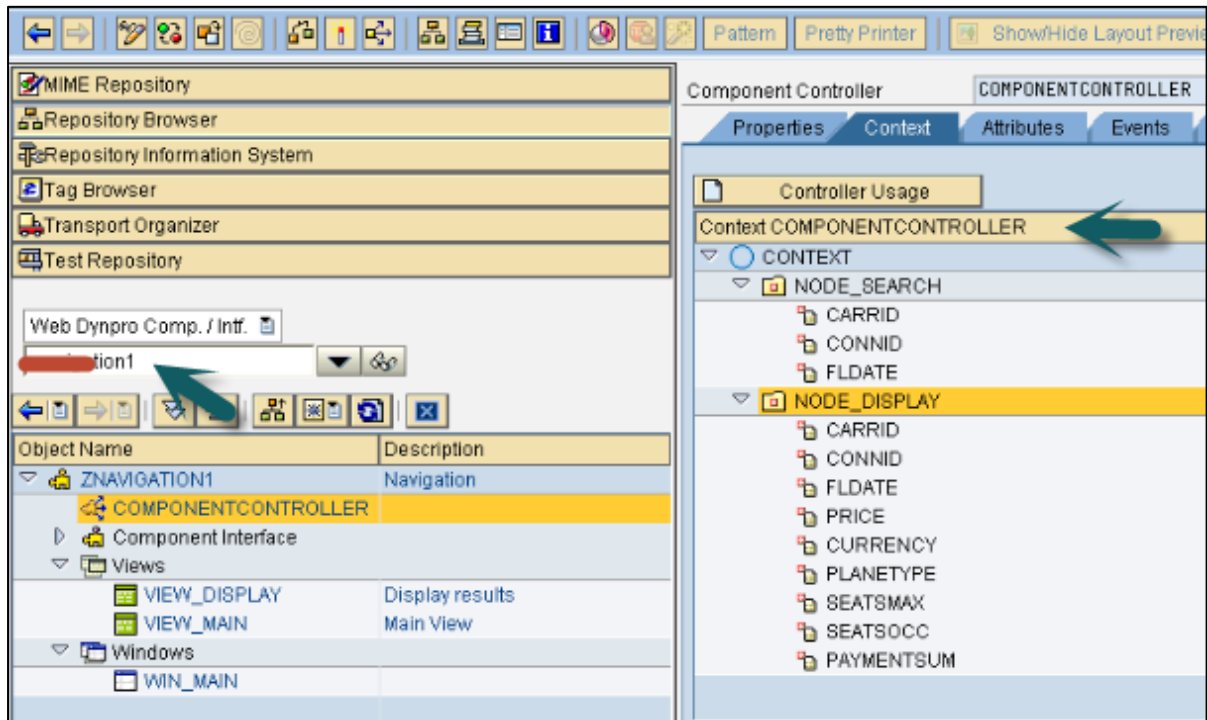 Pattern Pretty Printer Show/Hide Layout
MIME Repository
Repository Browser
Repository Information System
Tag Browser
Transport Organizer
Test Repository
Web Dynpro Comp. / Intf.
tion1
Object Name Description
ZNAVIGATION1 Navigation
COMPONENTCONTROLLER
Component Interface
Views
VIEW_DISPLAY Display results
VIEW_MAIN Main View
Windows
WIN_MAIN
Component Controller COMPONENTCONTROLLER
Properties Context Attributes Events
Controller Usage
Context COMPONENTCONTROLLER
CONTEXT
NODE_SEARCH
CARRID
CONNID
FLDATE
NODE_DISPLAY
CARRID
CONNID
FLDATE
PRICE
CURRENCY
PLANETYPE
SEATSMAX
SEATSOCC
PAYMENTSUM